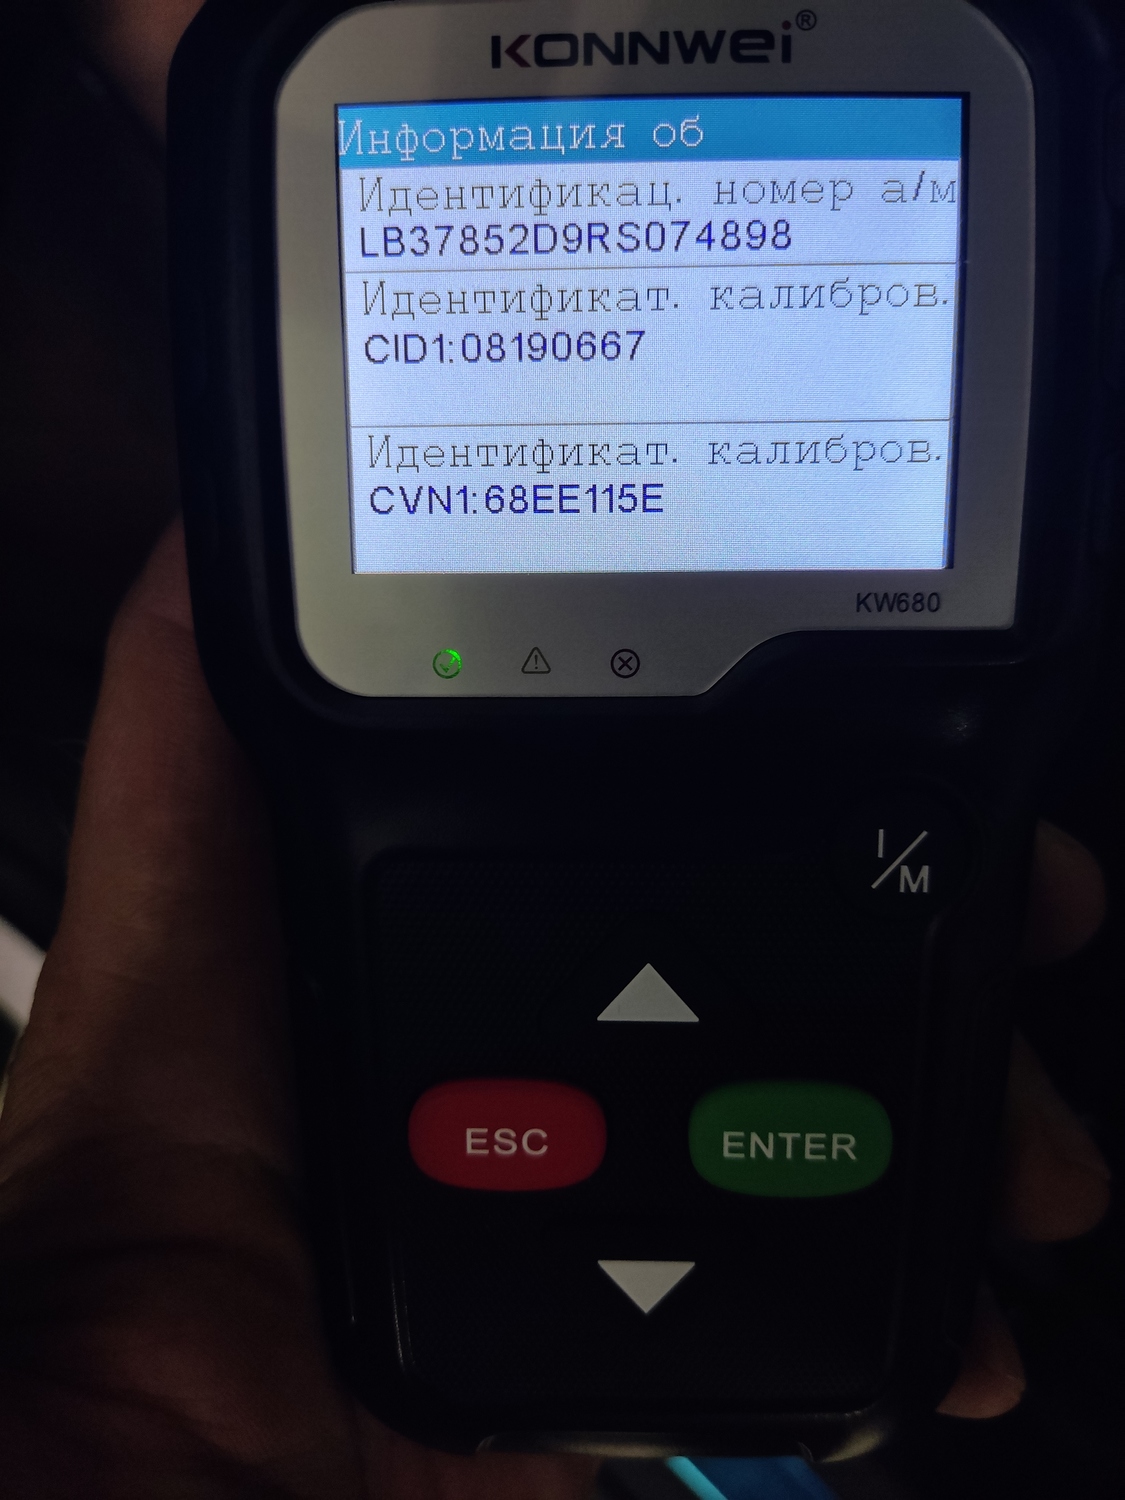 KONNWEI®
Информация об
Идентификац. номер а/м
LB37852D9RS074898
Идентификат. калибров.
CID1:08190667
Идентификат. калибров.
CVN1:68EE115E
KW680
I/M
ESC
ENTER